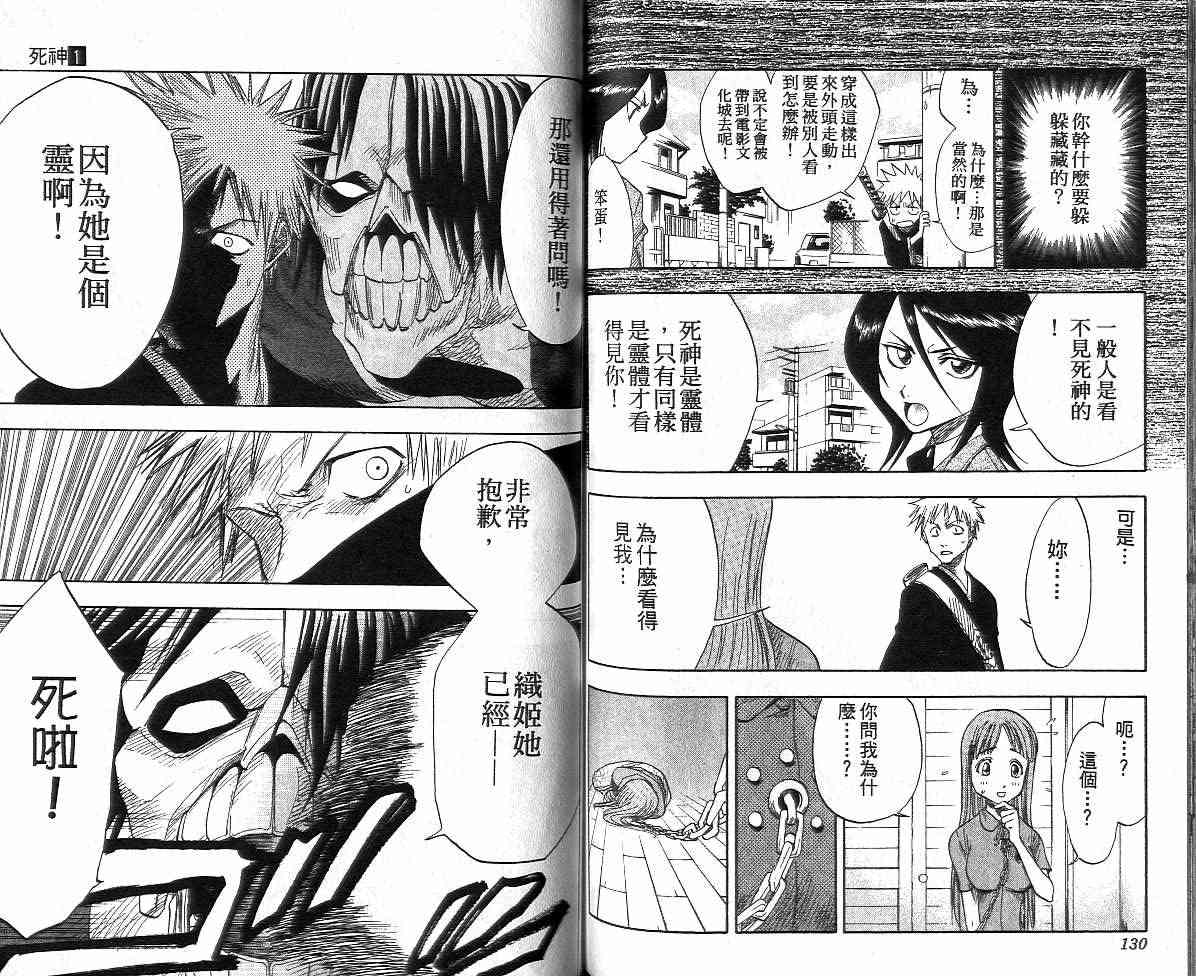 你幹什麼要躲
躲藏藏的？
為…
為什麼…那是
當然的啊！
穿成這樣出
來外頭走動，
要是被別人看
到怎麼辦！
說不定會被
帶到電影文
化城去呢！
笨蛋！
一般人是看
不見死神的
！
死神是靈體
，只有同樣
是靈體才看
得見你！
可是…
妳……
為什麼看得
見我…
呃…？
這個…？
你問我為什
麼……？
130
死神1
那還用得著問嗎！
因為她是個
靈啊！
非常
抱歉，
織姬她
已經——
死啦！